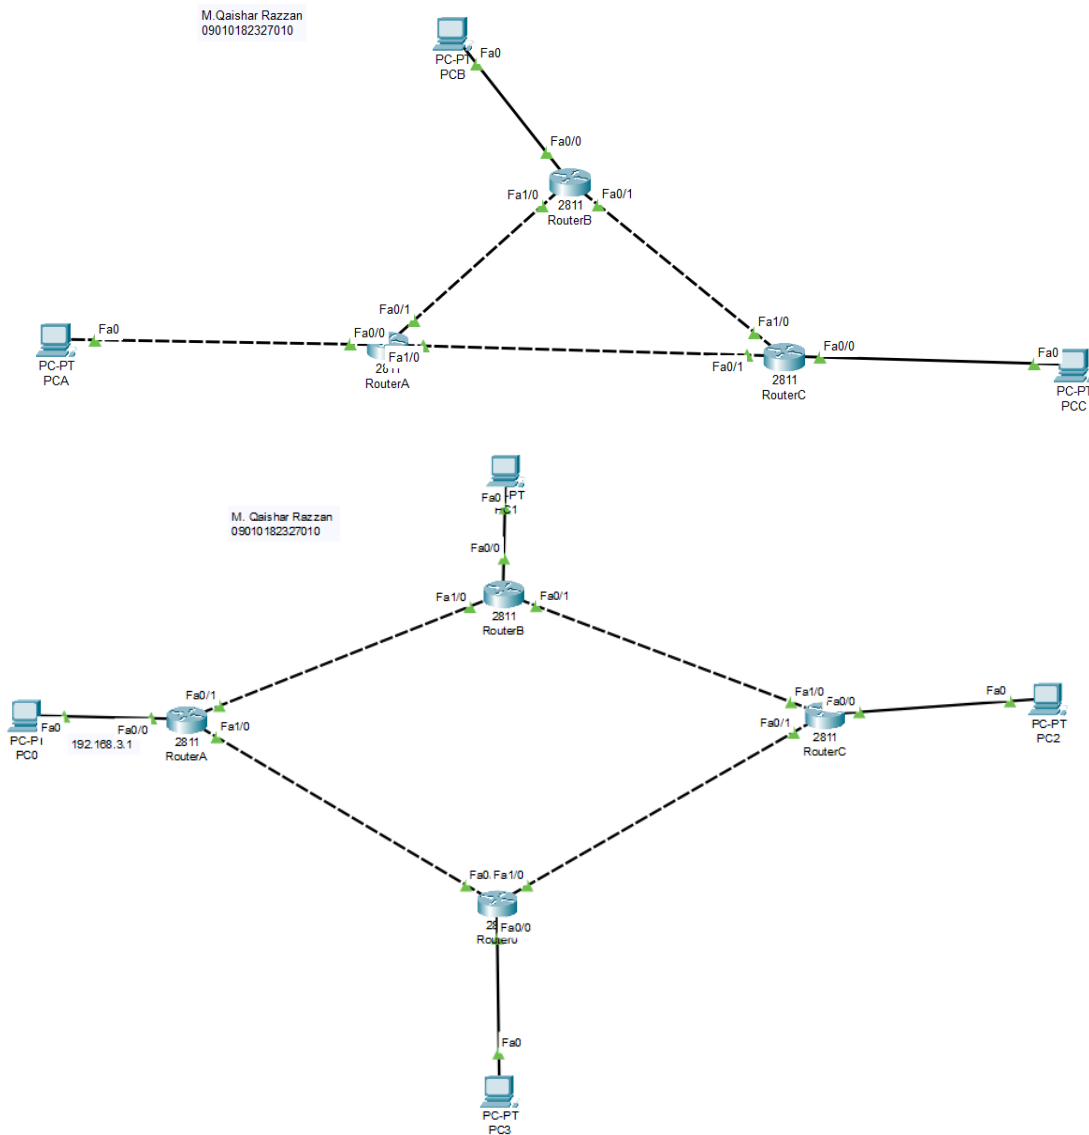 M.Qaishar Razzan
09010182327010
Fa0
PC-PT
PCB
Fa0/0
Fa1/0
Fa0/1
2811
RouterB
Fa0/1
Fa0
Fa0/0
Fa1/0
Fa1/0
Fa0/0
Fa0
PC-PT
PCA
RouterA
Fa0/1
2811
RouterC
PC-PT
PCC
Fa0
-PT
M. Qaishar Razzan
09010182327010
Fa0/0
Fa1/0
Fa0/1
2811
RouterB
Fa0/1
Fa1/0
Fa0/0
Fa0
Fa0
Fa0/0
Fa1/0
Fa0/1
PC-PT
PC0
192.168.3.1
2811
RouterA
2811
RouterC
PC-PT
PC2
Fa1/0
Fa0/0
Fa0
PC-PT
PC3